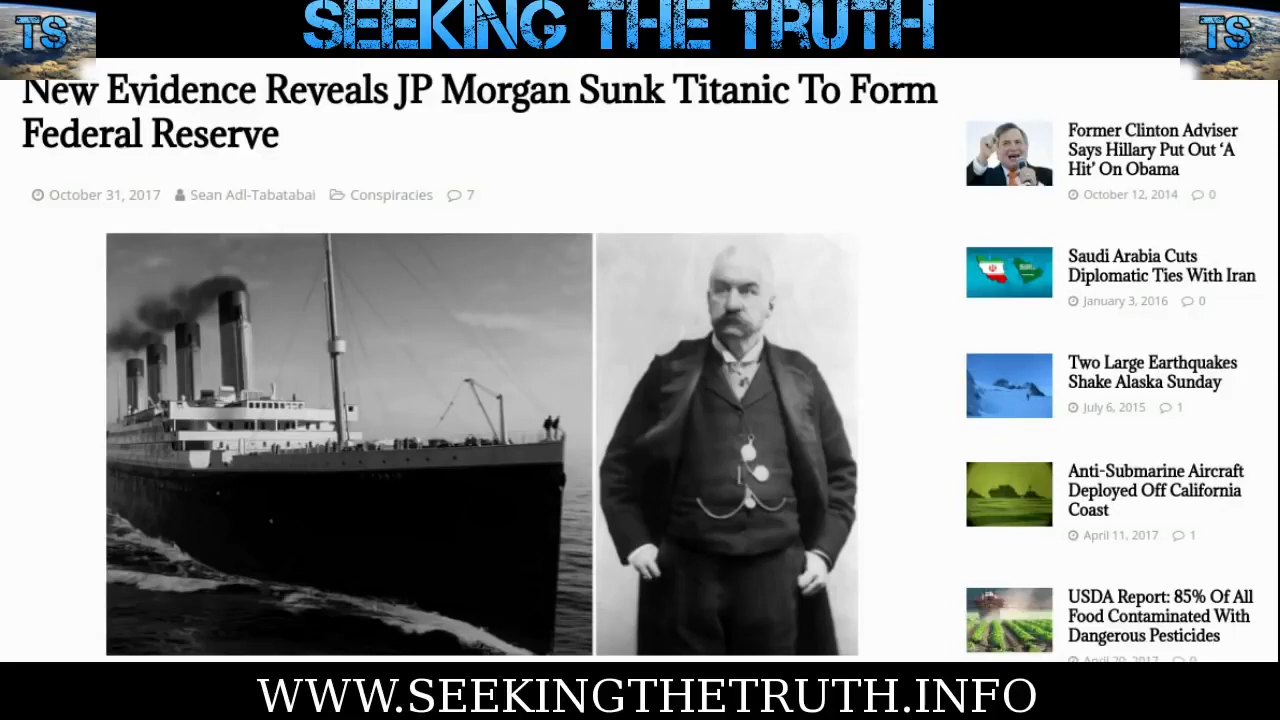 TS
SEEKING THE TRUTH
TS
New Evidence Reveals JP Morgan Sunk Titanic To Form
Federal Reserve
October 31, 2017 Sean Adl-Tabatabai Conspiracies 7
Former Clinton Adviser
Says Hillary Put Out ‘A
Hit’ On Obama
October 12, 2014 0
Saudi Arabia Cuts
Diplomatic Ties With Iran
January 3, 2016 0
Two Large Earthquakes
Shake Alaska Sunday
July 6, 2015 1
Anti-Submarine Aircraft
Deployed Off California
Coast
April 11, 2017 1
USDA Report: 85% Of All
Food Contaminated With
Dangerous Pesticides
April 20, 2017 0
WWW.SEEKINGTHETRUTH.INFO